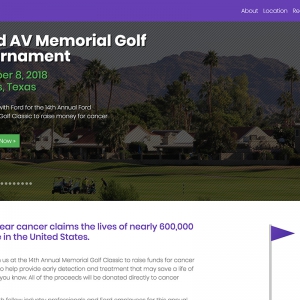 About Location Reg
d AV Memorial Golf
rnament
ber 8, 2018
s, Texas
with Ford for the 14th Annual Ford
Golf Classic to raise money for cancer
Now >
ear cancer claims the lives of nearly 600,000
e in the United States.
us at the 14th Annual Memorial Golf Classic to raise funds for cancer
to help provide early detection and treatment that may save a life of
you know. All of the proceeds will be donated directly to cancer